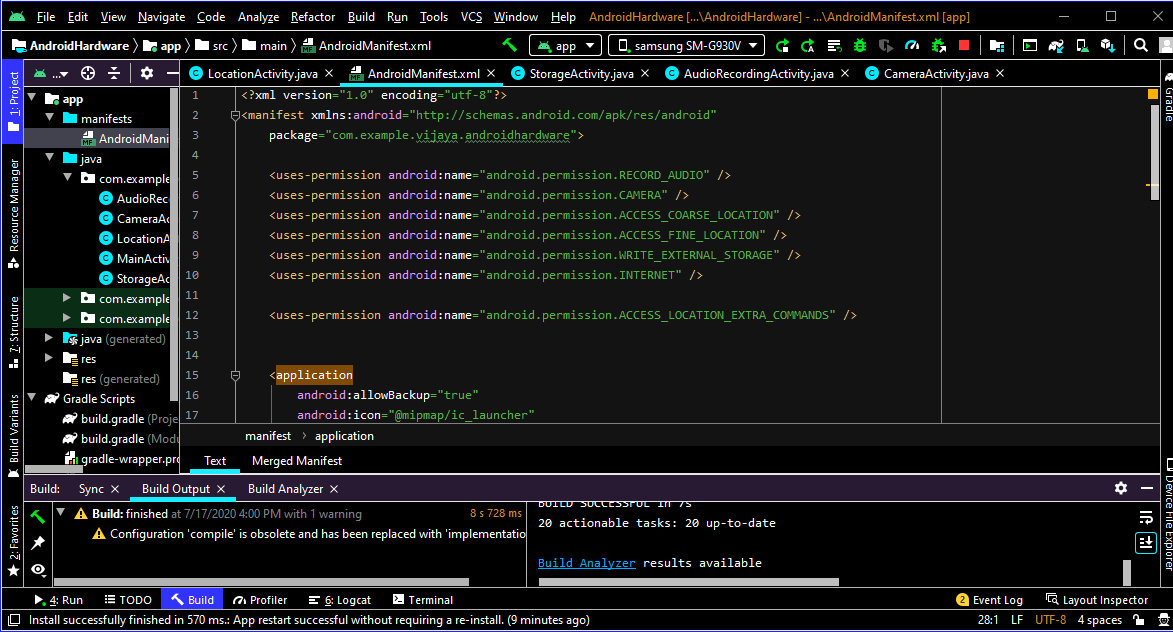 File Edit View Navigate Code Analyze Refactor Build Run Tools VCS Window Help AndroidHardware [...\AndroidHardware] - ...\AndroidManifest.xml [app]
AndroidHardware app src main AndroidManifest.xml app samsung SM-G930V
LocationActivity.java AndroidManifest.xml StorageActivity.java AudioRecordingActivity.java CameraActivity.java
1: Project
Resource Manager
Z: Structure
Build Variants
2: Favorites
app
manifests
AndroidMani
java
com.example
AudioRec
CameraAc
LocationA
MainActiv
StorageAc
com.example
com.example
java (generated)
res
res (generated)
Gradle Scripts
build.gradle (Proje
build.gradle (Modu
gradle-wrapper.pro
1 <?xml version="1.0" encoding="utf-8"?>
2 <manifest xmlns:android="http://schemas.android.com/apk/res/android"
3 package="com.example.vijaya.androidhardware">
4
5 <uses-permission android:name="android.permission.RECORD_AUDIO" />
6 <uses-permission android:name="android.permission.CAMERA" />
7 <uses-permission android:name="android.permission.ACCESS_COARSE_LOCATION" />
8 <uses-permission android:name="android.permission.ACCESS_FINE_LOCATION" />
9 <uses-permission android:name="android.permission.WRITE_EXTERNAL_STORAGE" />
10 <uses-permission android:name="android.permission.INTERNET" />
11
12 <uses-permission android:name="android.permission.ACCESS_LOCATION_EXTRA_COMMANDS" />
13
14
15 <application
16 android:allowBackup="true"
17 android:icon="@mipmap/ic_launcher"
manifest › application
Text Merged Manifest
Gradle
Device File Explorer
Build: Sync Build Output Build Analyzer
Build: finished at 7/17/2020 4:00 PM with 1 warning 8 s 728 ms
Configuration 'compile' is obsolete and has been replaced with 'implementatio
BUILD SUCCESSFUL in 7s
20 actionable tasks: 20 up-to-date
Build Analyzer results available
4: Run TODO Build Profiler 6: Logcat Terminal 2 Event Log Layout Inspector
Install successfully finished in 570 ms.: App restart successful without requiring a re-install. (9 minutes ago) 28:1 LF UTF-8 4 spaces